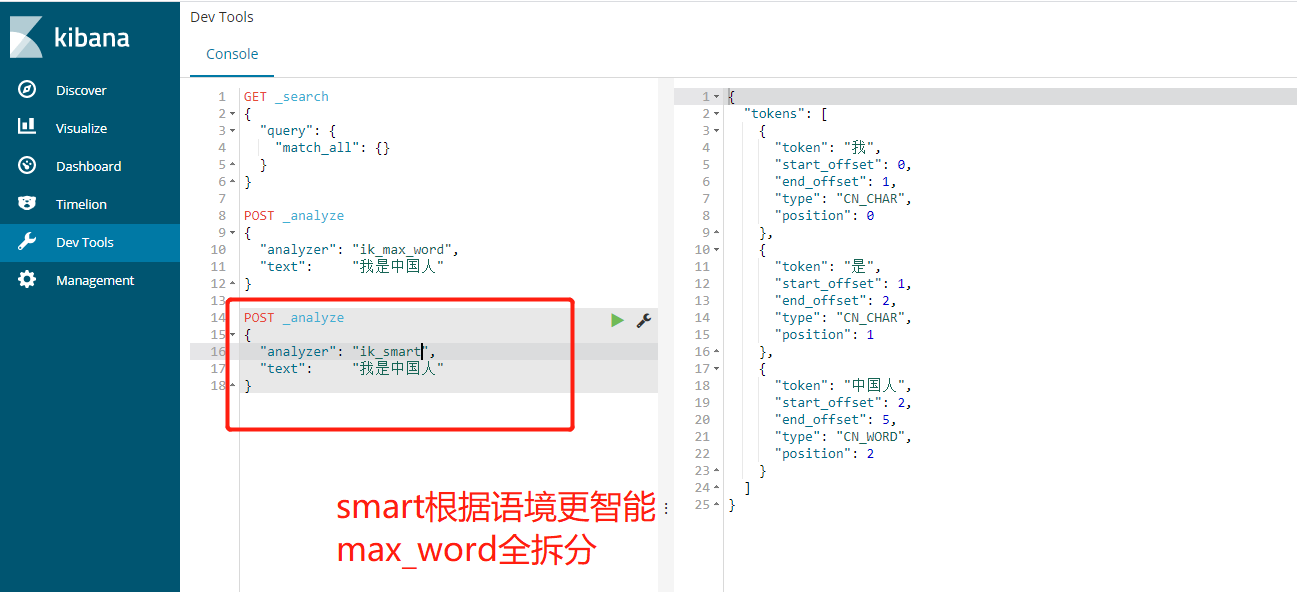 kibana
Discover
Visualize
Dashboard
Timelion
Dev Tools
Management
Dev Tools
Console
1 GET _search
2 {
3 "query": {
4 "match_all": {}
5 }
6 }
7
8 POST _analyze
9 {
10 "analyzer": "ik_max_word",
11 "text": "我是中国人"
12 }
13
14 POST _analyze
15 {
16 "analyzer": "ik_smart",
17 "text": "我是中国人"
18 }
smart根据语境更智能
max_word全拆分
1 {
2 "tokens": [
3 {
4 "token": "我",
5 "start_offset": 0,
6 "end_offset": 1,
7 "type": "CN_CHAR",
8 "position": 0
9 },
10 {
11 "token": "是",
12 "start_offset": 1,
13 "end_offset": 2,
14 "type": "CN_CHAR",
15 "position": 1
16 },
17 {
18 "token": "中国人",
19 "start_offset": 2,
20 "end_offset": 5,
21 "type": "CN_WORD",
22 "position": 2
23 }
24 ]
25 }